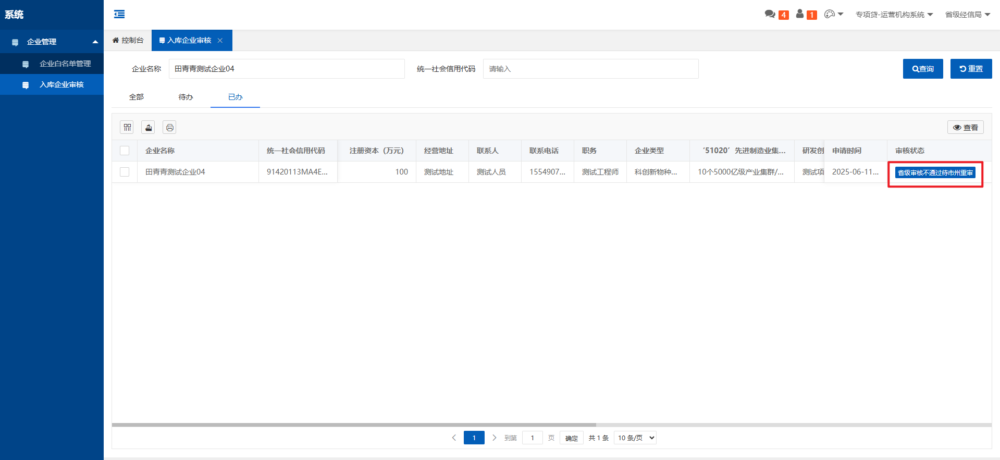 系统
4
1
专项贷-运营机构系统
省级经信局
企业管理
企业白名单管理
入库企业审核
控制台
入库企业审核
企业名称
田青青测试企业04
统一社会信用代码
请输入
查询
重置
全部
待办
已办
查看
企业名称
统一社会信用代码
注册资本（万元）
经营地址
联系人
联系电话
职务
企业类型
‘51020’先进制造业集...
研发创
申请时间
审核状态
田青青测试企业04
91420113MA4E...
100
测试地址
测试人员
1554907...
测试工程师
科创新物种...
10个5000亿级产业集群/...
测试项
2025-06-11...
省级审核不通过待市州重审
1
到第
1
页
确定
共 1 条
10 条/页